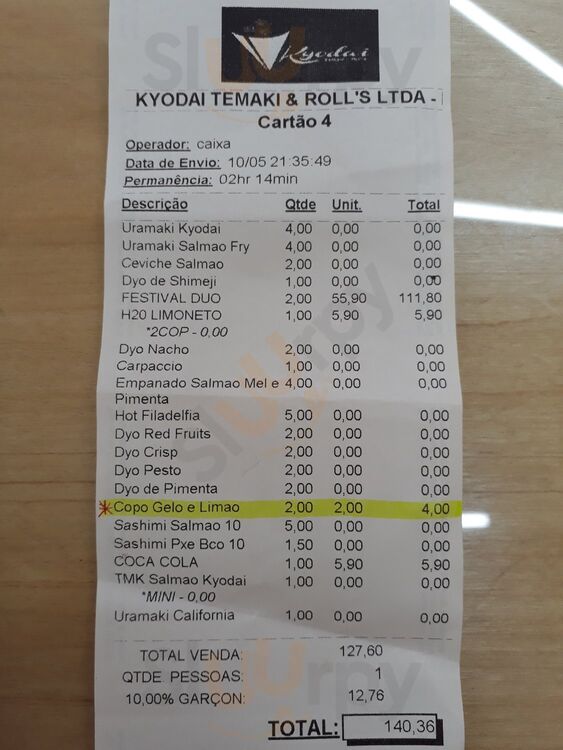 Kyodai
KYODAI TEMAKI & ROLL'S LTDA -
Cartão 4
Operador: caixa
Data de Envio: 10/05 21:35:49
Permanência: 02hr 14min
Descrição Qtde Unit. Total
Uramaki Kyodai 4,00 0,00 0,00
Uramaki Salmao Fry 4,00 0,00 0,00
Ceviche Salmao 2,00 0,00 0,00
Dyo de Shimeji 1,00 0,00 0,00
FESTIVAL DUO 2,00 55,90 111,80
H20 LIMONETO 1,00 5,90 5,90
*2COP - 0,00
Dyo Nacho 2,00 0,00 0,00
Carpaccio 1,00 0,00 0,00
Empanado Salmao Mel e 4,00 0,00 0,00
Pimenta
Hot Filadelfia 5,00 0,00 0,00
Dyo Red Fruits 2,00 0,00 0,00
Dyo Crisp 2,00 0,00 0,00
Dyo Pesto 2,00 0,00 0,00
Dyo de Pimenta 2,00 0,00 0,00
Copo Gelo e Limao 2,00 2,00 4,00
Sashimi Salmao 10 5,00 0,00 0,00
Sashimi Pxe Bco 10 1,50 0,00 0,00
COCA COLA 1,00 5,90 5,90
TMK Salmao Kyodai 1,00 0,00 0,00
*MINI - 0,00
Uramaki California 1,00 0,00 0,00
TOTAL VENDA: 127,60
QTDE PESSOAS: 1
10,00% GARÇON: 12,76
TOTAL: 140,36